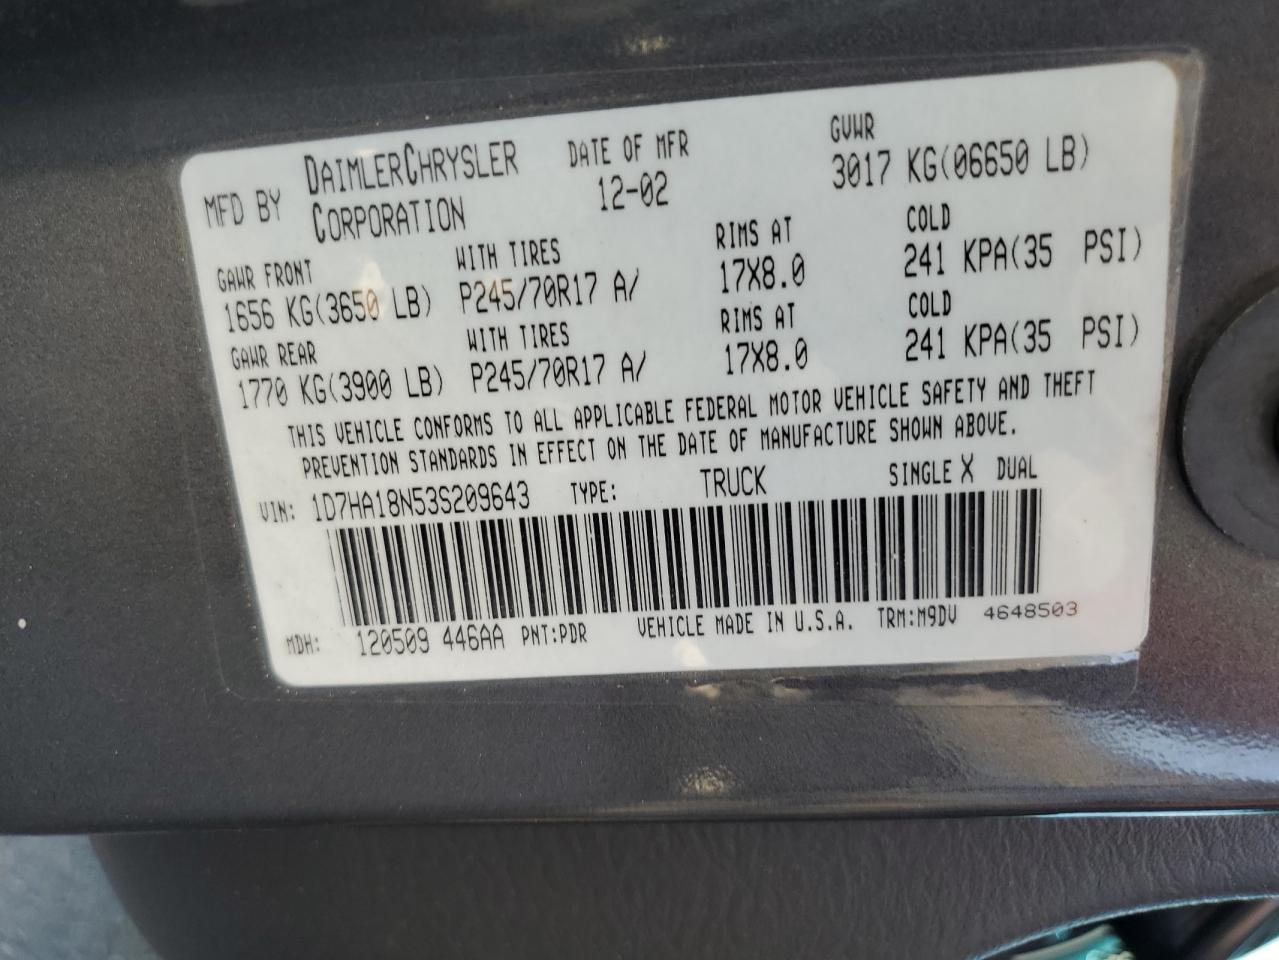 MFD BY DAIMLERCHRYSLER CORPORATION DATE OF MFR 12-02 GVWR 3017 KG(06650 LB)
GAWR FRONT WITH TIRES RIMS AT COLD
1656 KG(3650 LB) P245/70R17 A/ 17X8.0 241 KPA(35 PSI)
GAWR REAR WITH TIRES RIMS AT COLD
1770 KG(3900 LB) P245/70R17 A/ 17X8.0 241 KPA(35 PSI)
THIS VEHICLE CONFORMS TO ALL APPLICABLE FEDERAL MOTOR VEHICLE SAFETY AND THEFT
PREVENTION STANDARDS IN EFFECT ON THE DATE OF MANUFACTURE SHOWN ABOVE.
VIN: 1D7HA18N53S209643 TYPE: TRUCK SINGLE X DUAL
MDH: 120509 446AA PNT:PDR VEHICLE MADE IN U.S.A. TRM:M9DV 4648503